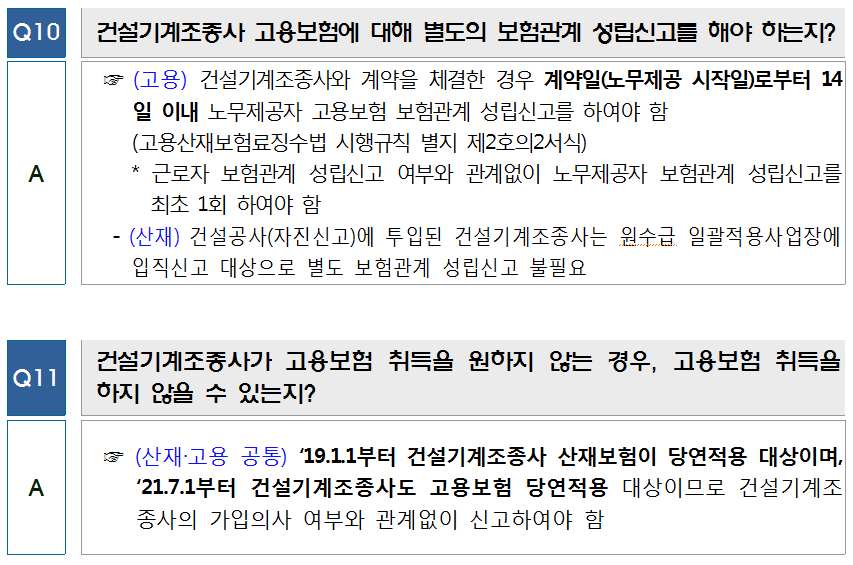 Q10
건설기계조종사 고용보험에 대해 별도의 보험관계 성립신고를 해야 하는지?
A
☞ (고용) 건설기계조종사와 계약을 체결한 경우 계약일(노무제공 시작일)로부터 14
일 이내 노무제공자 고용보험 보험관계 성립신고를 하여야 함
(고용산재보험료징수법 시행규칙 별지 제2호의2서식)
* 근로자 보험관계 성립신고 여부와 관계없이 노무제공자 보험관계 성립신고를
최초 1회 하여야 함
- (산재) 건설공사(자진신고)에 투입된 건설기계조종사는 원수급 일괄적용사업장에
입직신고 대상으로 별도 보험관계 성립신고 불필요
Q11
건설기계조종사가 고용보험 취득을 원하지 않는 경우, 고용보험 취득을
하지 않을 수 있는지?
A
☞ (산재·고용 공통) ‘19.1.1부터 건설기계조종사 산재보험이 당연적용 대상이며,
‘21.7.1부터 건설기계조종사도 고용보험 당연적용 대상이므로 건설기계조
종사의 가입의사 여부와 관계없이 신고하여야 함